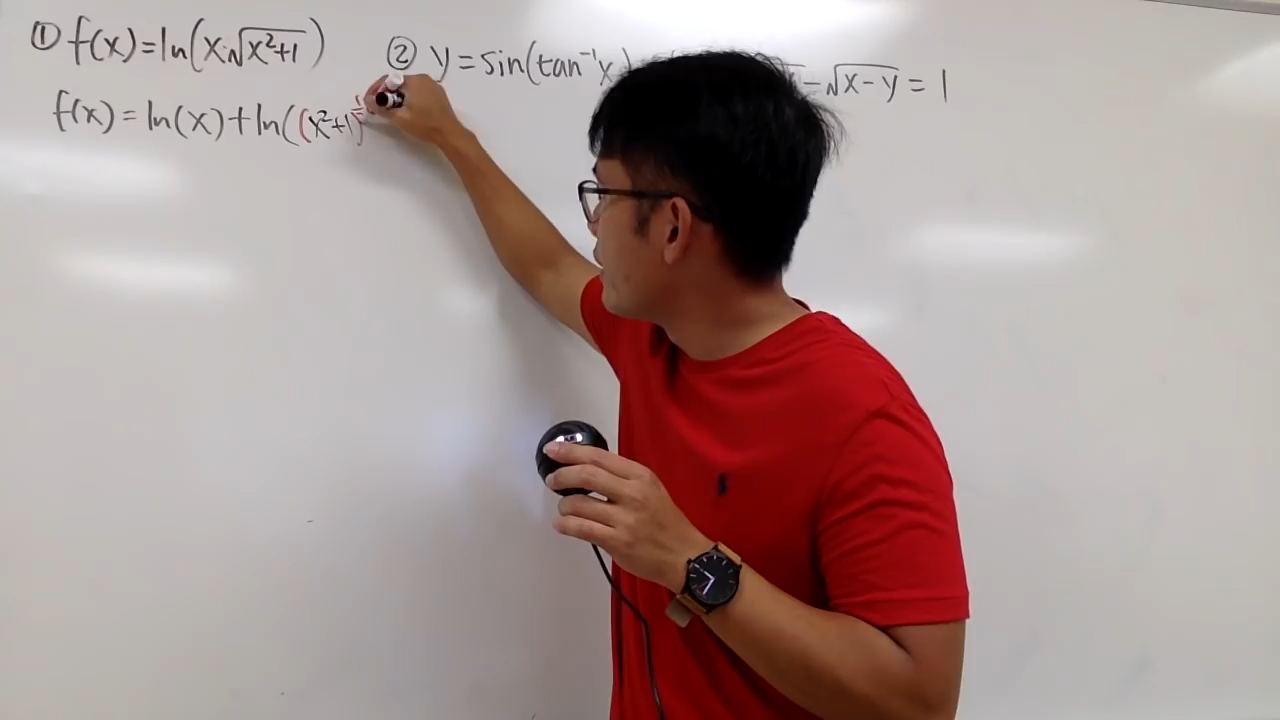 ① f(x)=ln(x√(x²+1))
② y=sin(tan⁻¹x)
-√(x-y)=1
f(x)=ln(x)+ln((x²+1)